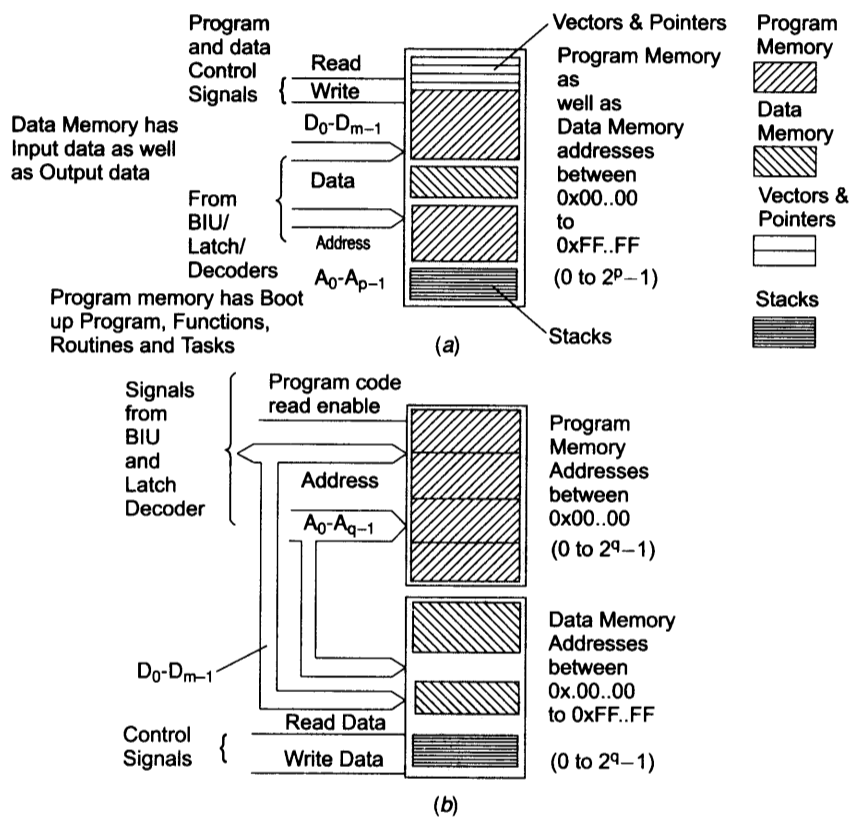 Program
and data
Control
Signals
Read
Write
D0-Dm–1
Data Memory has
Input data as well
as Output data
Data
From
BIU/
Latch/
Decoders
Address
A0-Ap-1
Program memory has Boot
up Program, Functions,
Routines and Tasks
Vectors & Pointers
Program Memory
as
well as
Data Memory
addresses
between
0x00..00
to
0xFF..FF
(0 to 2p–1)
Stacks
(a)
Program
Memory
Data
Memory
Vectors &
Pointers
Stacks
Signals
from
BIU
and
Latch
Decoder
Program code
read enable
Address
A0-Aq-1
Program
Memory
Addresses
between
0x00..00
(0 to 2q–1)
D0-Dm–1
Data Memory
Addresses
between
0x.00..00
to 0xFF..FF
(0 to 2q–1)
Control
Signals
Read Data
Write Data
(b)